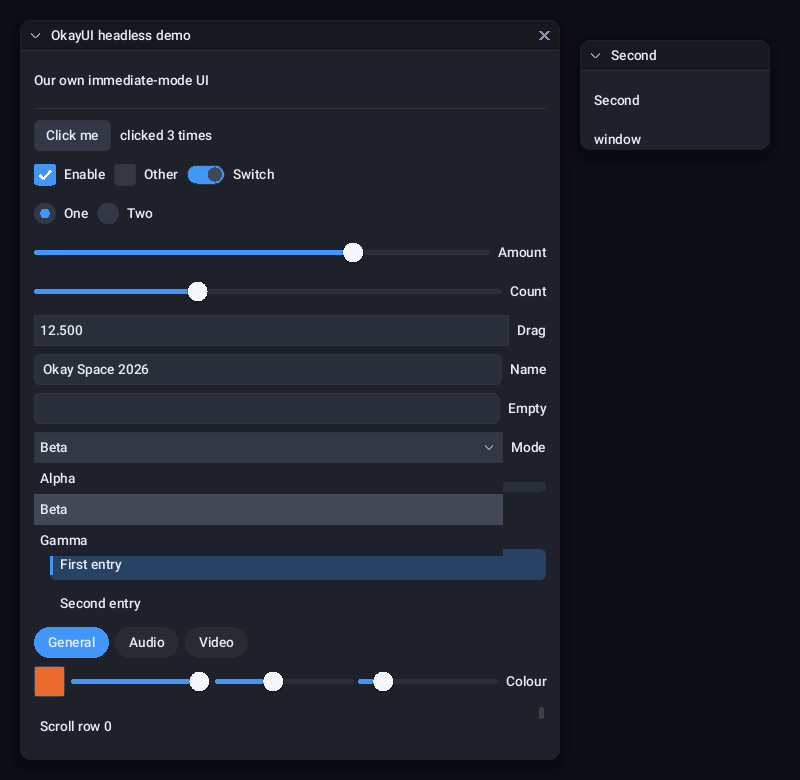 OkayUI headless demo
Our own immediate-mode UI
Click me clicked 3 times
Enable Other Switch
One Two
Amount
Count
12.500 Drag
Okay Space 2026 Name
Empty
Beta Mode
Alpha
Beta
Gamma
First entry
Second entry
General Audio Video
Colour
Scroll row 0
Second
Second
window